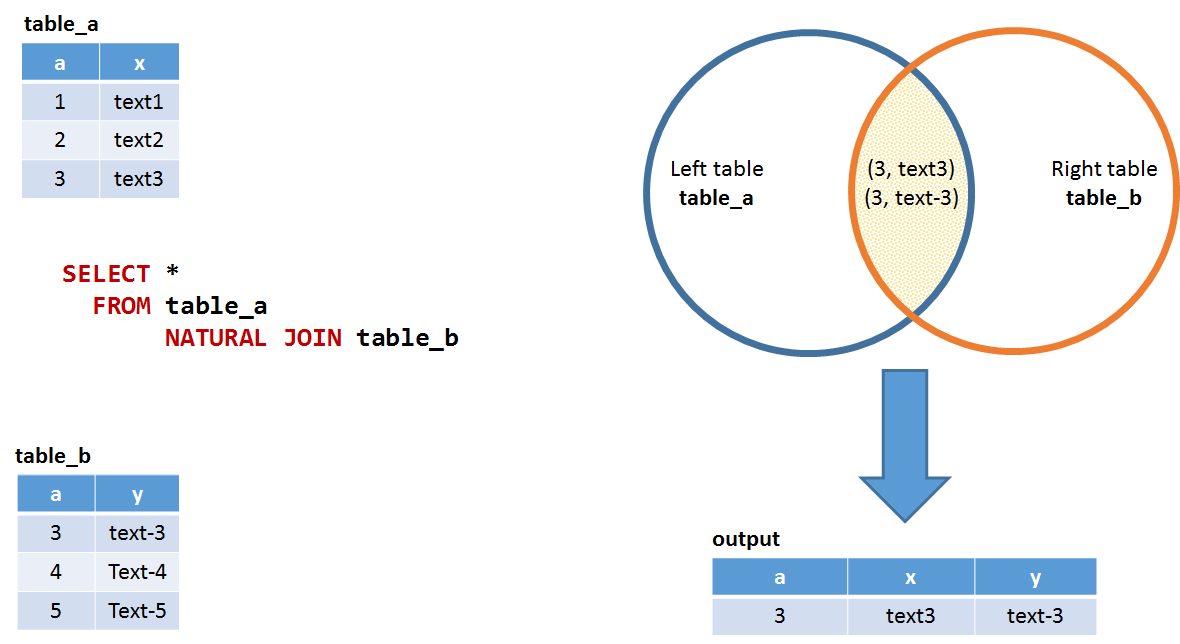 table_a
a x
1 text1
2 text2
3 text3
SELECT *
FROM table_a
NATURAL JOIN table_b
table_b
a y
3 text-3
4 Text-4
5 Text-5
Left table
table_a
(3, text3)
(3, text-3)
Right table
table_b
output
a x y
3 text3 text-3